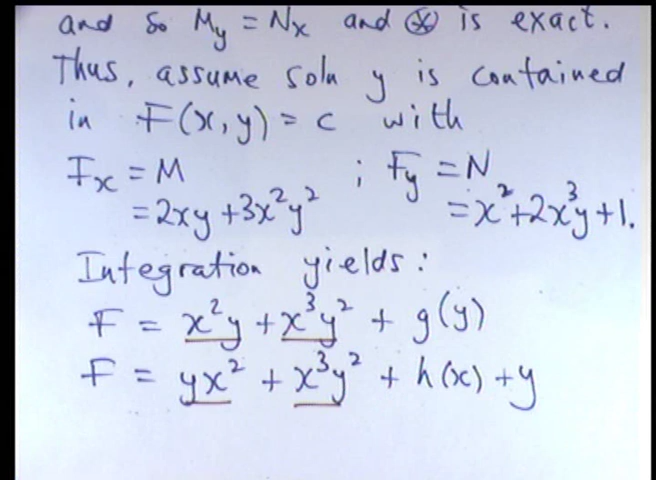 and so My = Nx and ⊛ is exact.
Thus, assume soln y is contained
in F(x, y) = c with
Fx = M ; Fy = N
= 2xy + 3x²y² = x² + 2x³y + 1.
Integration yields :
F = x²y + x³y² + g(y)
F = yx² + x³y² + h(x) + y